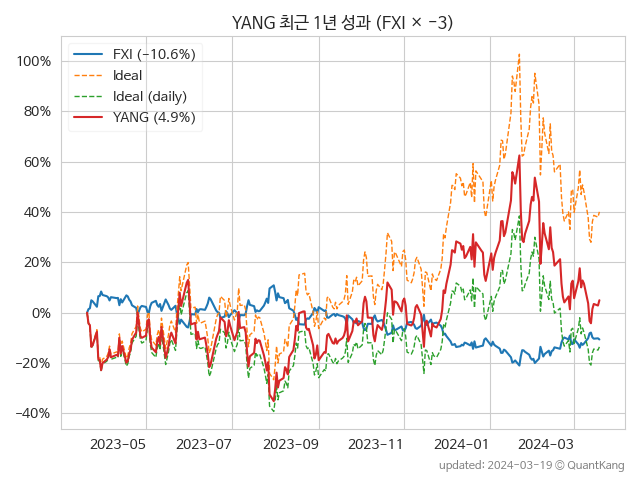 YANG 최근 1년 성과 (FXI × −3)
FXI (−10.6%)
Ideal
Ideal (daily)
YANG (4.9%)
100%
80%
60%
40%
20%
0%
−20%
−40%
2023-05
2023-07
2023-09
2023-11
2024-01
2024-03
updated: 2024-03-19 © QuantKang